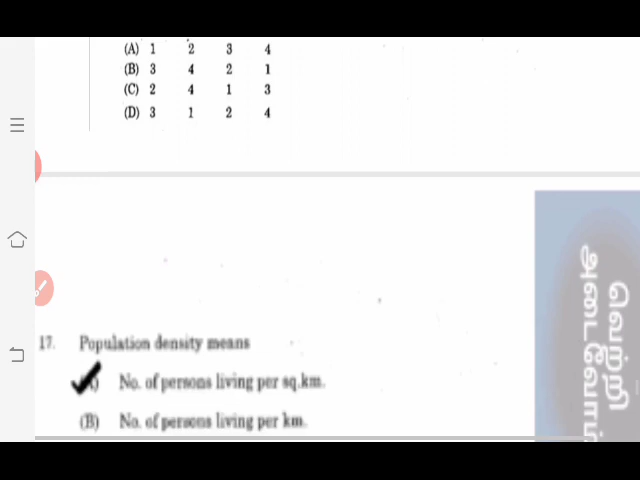 (A) 1 2 3 4
(B) 3 4 2 1
(C) 2 4 1 3
(D) 3 1 2 4
17. Population density means
No. of persons living per sq.km.
(B) No. of persons living per km.
வெற்றி
அடைவோம்